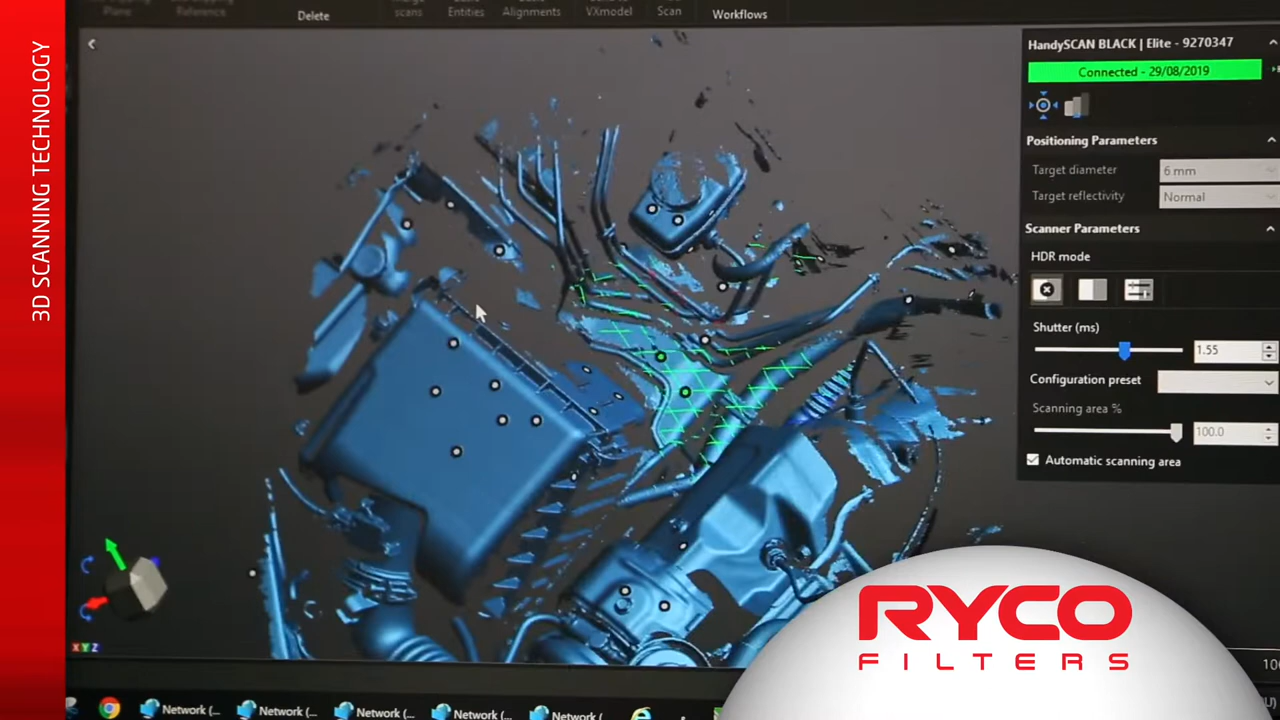 3D SCANNING TECHNOLOGY
Delete
scans
Entities
Alignments
VXmodel
Scan
Workflows
HandySCAN BLACK | Elite - 9270347
Connected - 29/08/2019
Positioning Parameters
Target diameter 6 mm
Target reflectivity Normal
Scanner Parameters
HDR mode
Shutter (ms) 1.55
Configuration preset
Scanning area % 100.0
Automatic scanning area
X Y Z
RYCO
FILTERS
Network (... Network (... Network (... Network (... Network (